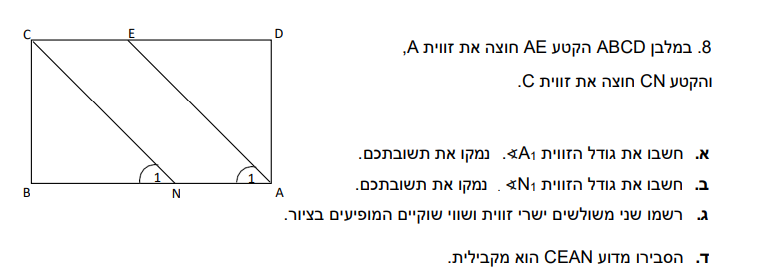 8. במלבן ABCD הקטע AE חוצה את זווית A,
והקטע CN חוצה את זווית C.
א. חשבו את גודל הזווית A1∢. נמקו את תשובתכם.
ב. חשבו את גודל הזווית N1∢ . נמקו את תשובתכם.
ג. רשמו שני משולשים ישרי זווית ושווי שוקיים המופיעים בציור.
ד. הסבירו מדוע CEAN הוא מקבילית.
C E D
1 1
B N A